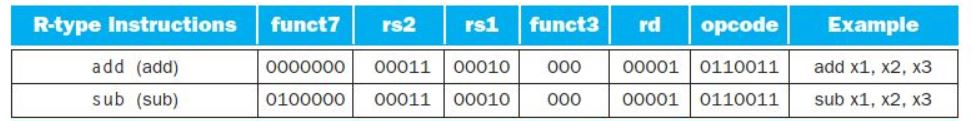 R-type Instructions funct7 rs2 rs1 funct3 rd opcode Example
add (add) 0000000 00011 00010 000 00001 0110011 add x1, x2, x3
sub (sub) 0100000 00011 00010 000 00001 0110011 sub x1, x2, x3